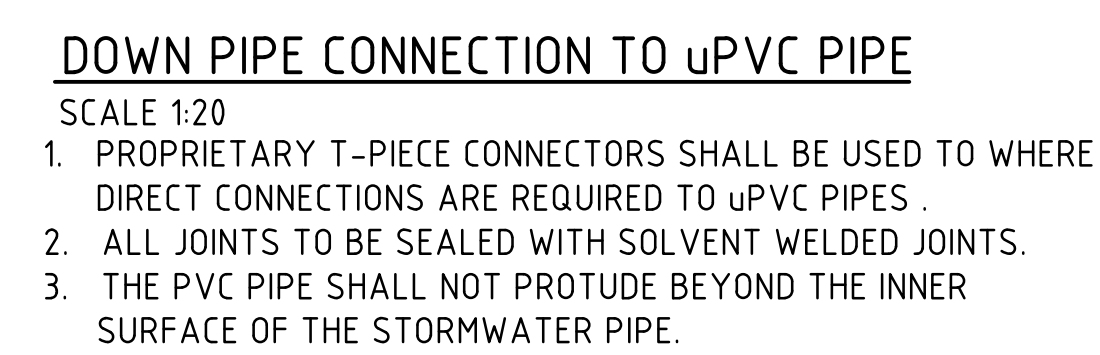 DOWN PIPE CONNECTION TO uPVC PIPE
SCALE 1:20
1. PROPRIETARY T-PIECE CONNECTORS SHALL BE USED TO WHERE
DIRECT CONNECTIONS ARE REQUIRED TO uPVC PIPES .
2. ALL JOINTS TO BE SEALED WITH SOLVENT WELDED JOINTS.
3. THE PVC PIPE SHALL NOT PROTUDE BEYOND THE INNER
SURFACE OF THE STORMWATER PIPE.